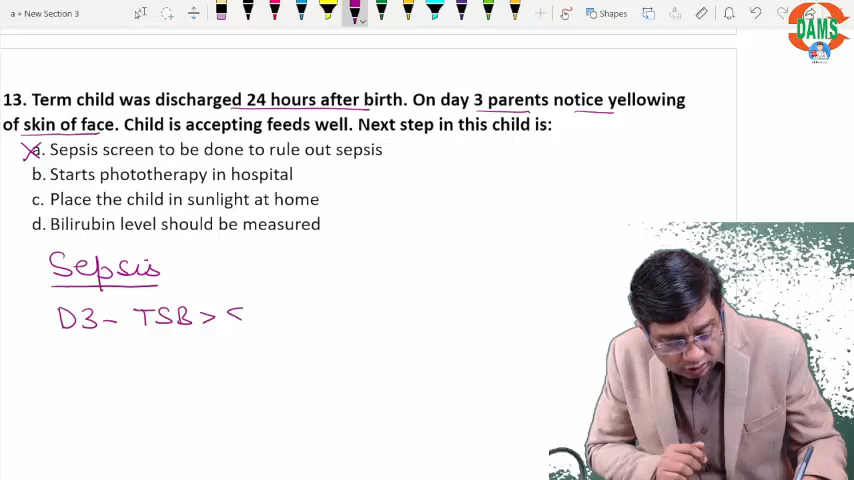 a « New Section 3
Shapes
DAMS
13. Term child was discharged 24 hours after birth. On day 3 parents notice yellowing
of skin of face. Child is accepting feeds well. Next step in this child is:
a. Sepsis screen to be done to rule out sepsis
b. Starts phototherapy in hospital
c. Place the child in sunlight at home
d. Bilirubin level should be measured
Sepsis
D3- TSB >